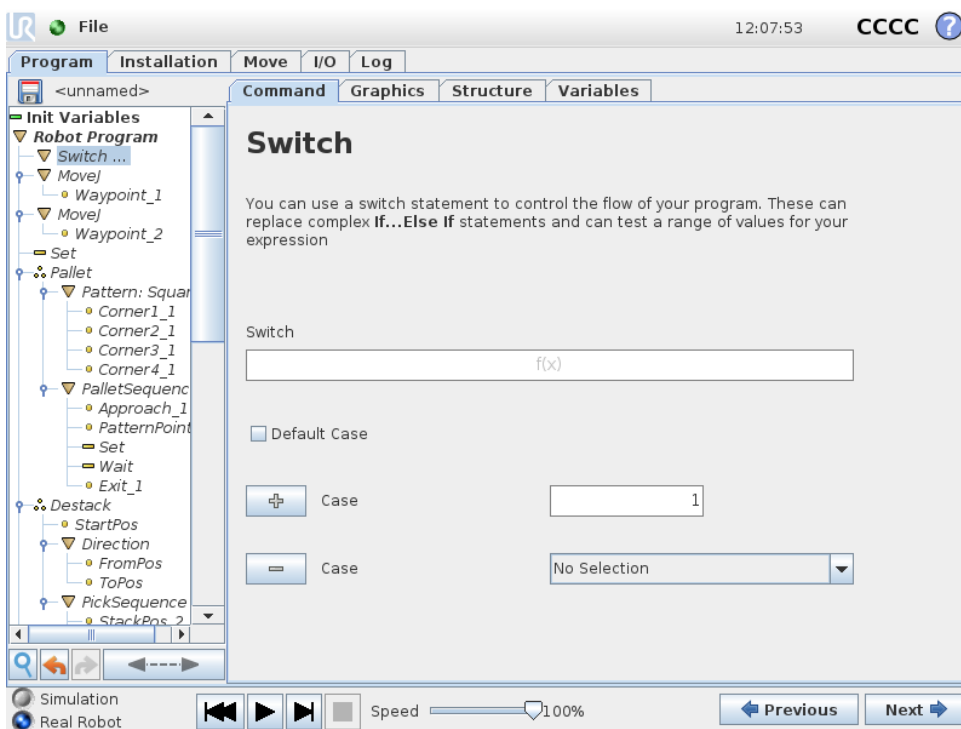 UR File 12:07:53 CCCC ?
Program Installation Move I/O Log
<unnamed> Command Graphics Structure Variables
Init Variables
Robot Program
Switch ...
MoveJ
Waypoint_1
MoveJ
Waypoint_2
Set
Pallet
Pattern: Squar
Corner1_1
Corner2_1
Corner3_1
Corner4_1
PalletSequenc
Approach_1
PatternPoint
Set
Wait
Exit_1
Destack
StartPos
Direction
FromPos
ToPos
PickSequence
StackPos_2
Switch
You can use a switch statement to control the flow of your program. These can
replace complex If...Else If statements and can test a range of values for your
expression
Switch
f(x)
Default Case
Case 1
Case No Selection
Simulation
Real Robot
Speed 100%
Previous Next